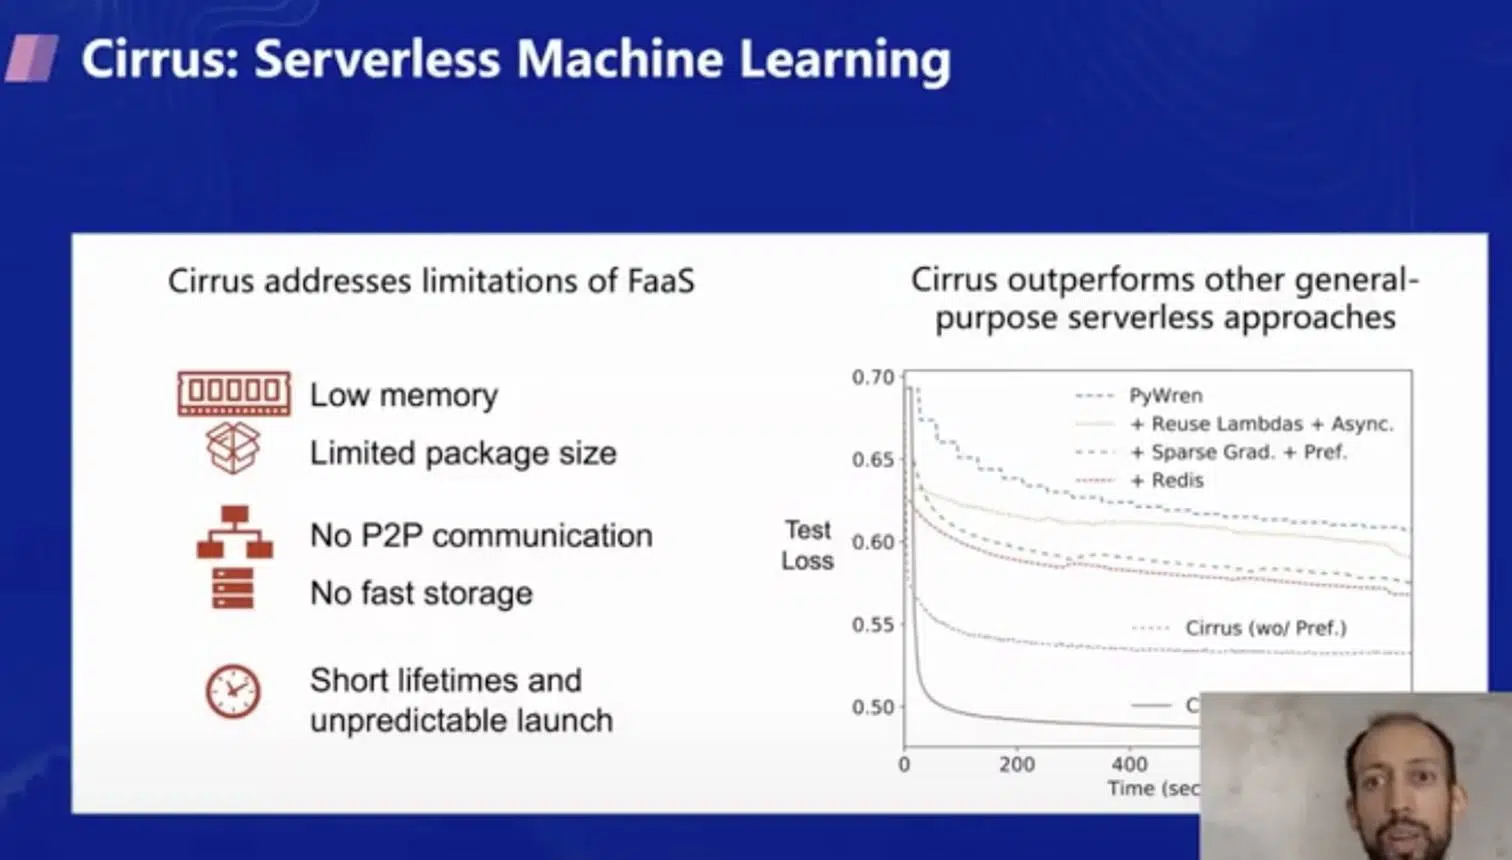 Cirrus: Serverless Machine Learning
Cirrus addresses limitations of FaaS
Low memory
Limited package size
No P2P communication
No fast storage
Short lifetimes and
unpredictable launch
Cirrus outperforms other general-
purpose serverless approaches
0.70
0.65
0.60
0.55
0.50
Test
Loss
PyWren
+ Reuse Lambdas + Async.
+ Sparse Grad. + Pref.
+ Redis
Cirrus (wo/ Pref.)
C
0 200 400
Time (sec